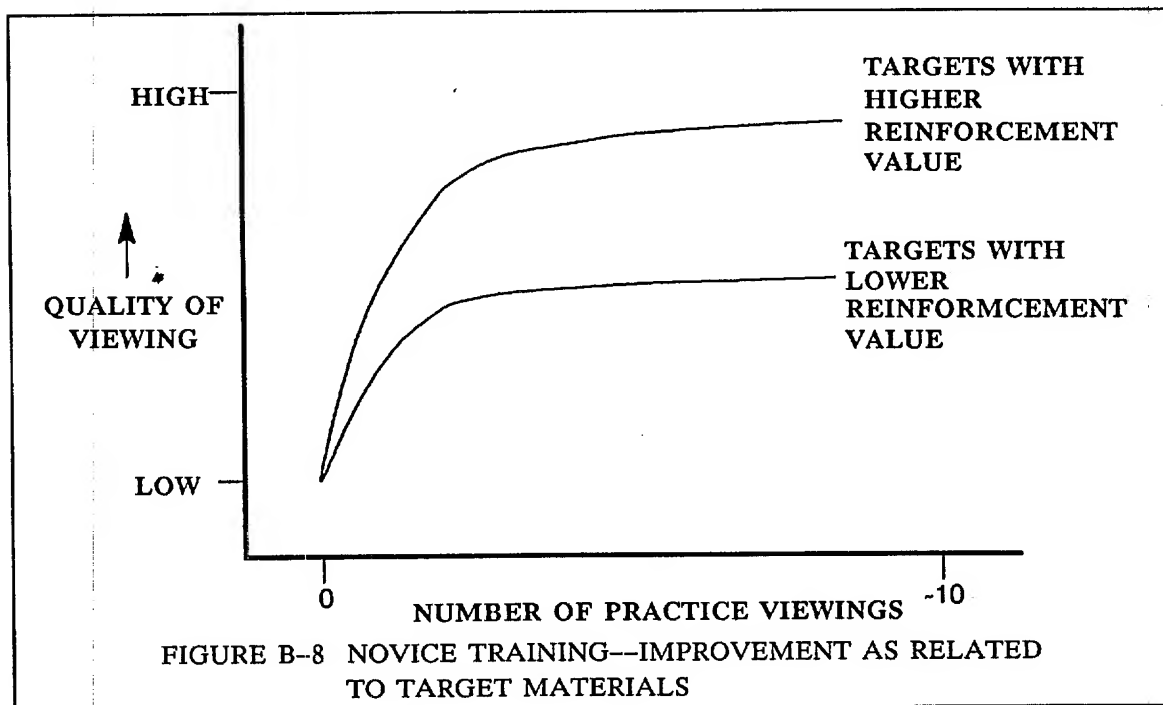 HIGH
TARGETS WITH
HIGHER
REINFORCEMENT
VALUE
QUALITY OF
VIEWING
TARGETS WITH
LOWER
REINFORMCEMENT
VALUE
LOW
0
~10
NUMBER OF PRACTICE VIEWINGS
FIGURE B-8 NOVICE TRAINING—IMPROVEMENT AS RELATED
TO TARGET MATERIALS